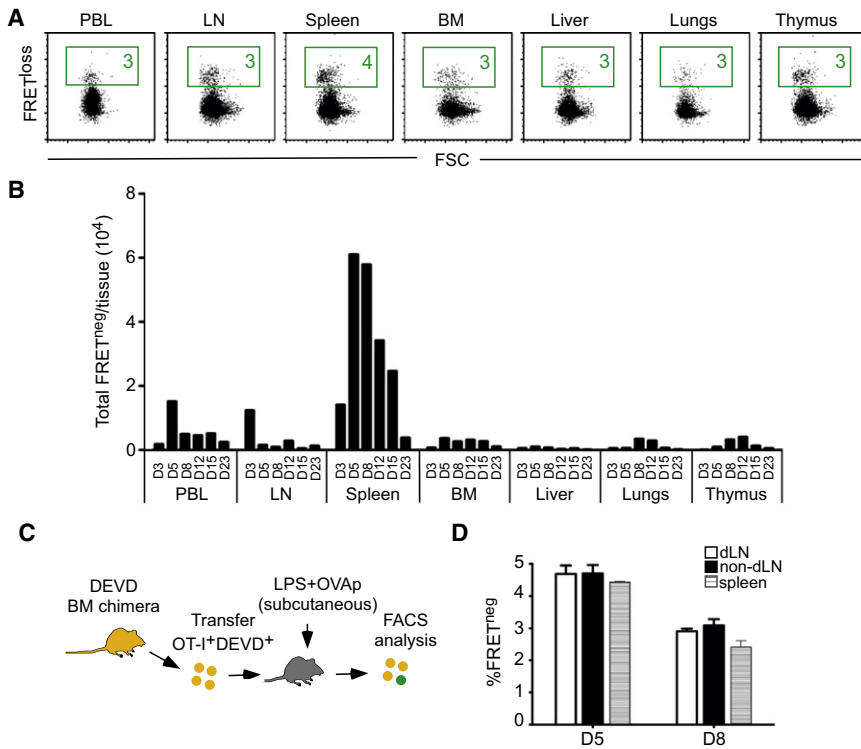 A
PBL LN Spleen BM Liver Lungs Thymus
FRETloss
3 3 4 3 3 3 3
FSC
B
Total FRETneg/tissue (10⁴)
8
6
4
2
0
D3 D5 D8 D12 D15 D23 D3 D5 D8 D12 D15 D23 D3 D5 D8 D12 D15 D23 D3 D5 D8 D12 D15 D23 D3 D5 D8 D12 D15 D23 D3 D5 D8 D12 D15 D23 D3 D5 D8 D12 D15 D23
PBL LN Spleen BM Liver Lungs Thymus
C
DEVD
BM chimera
Transfer
OT-I⁺DEVD⁺
LPS+OVAp
(subcutaneous)
FACS
analysis
D
dLN
non-dLN
spleen
%FRETneg
5
4
3
2
1
0
D5 D8